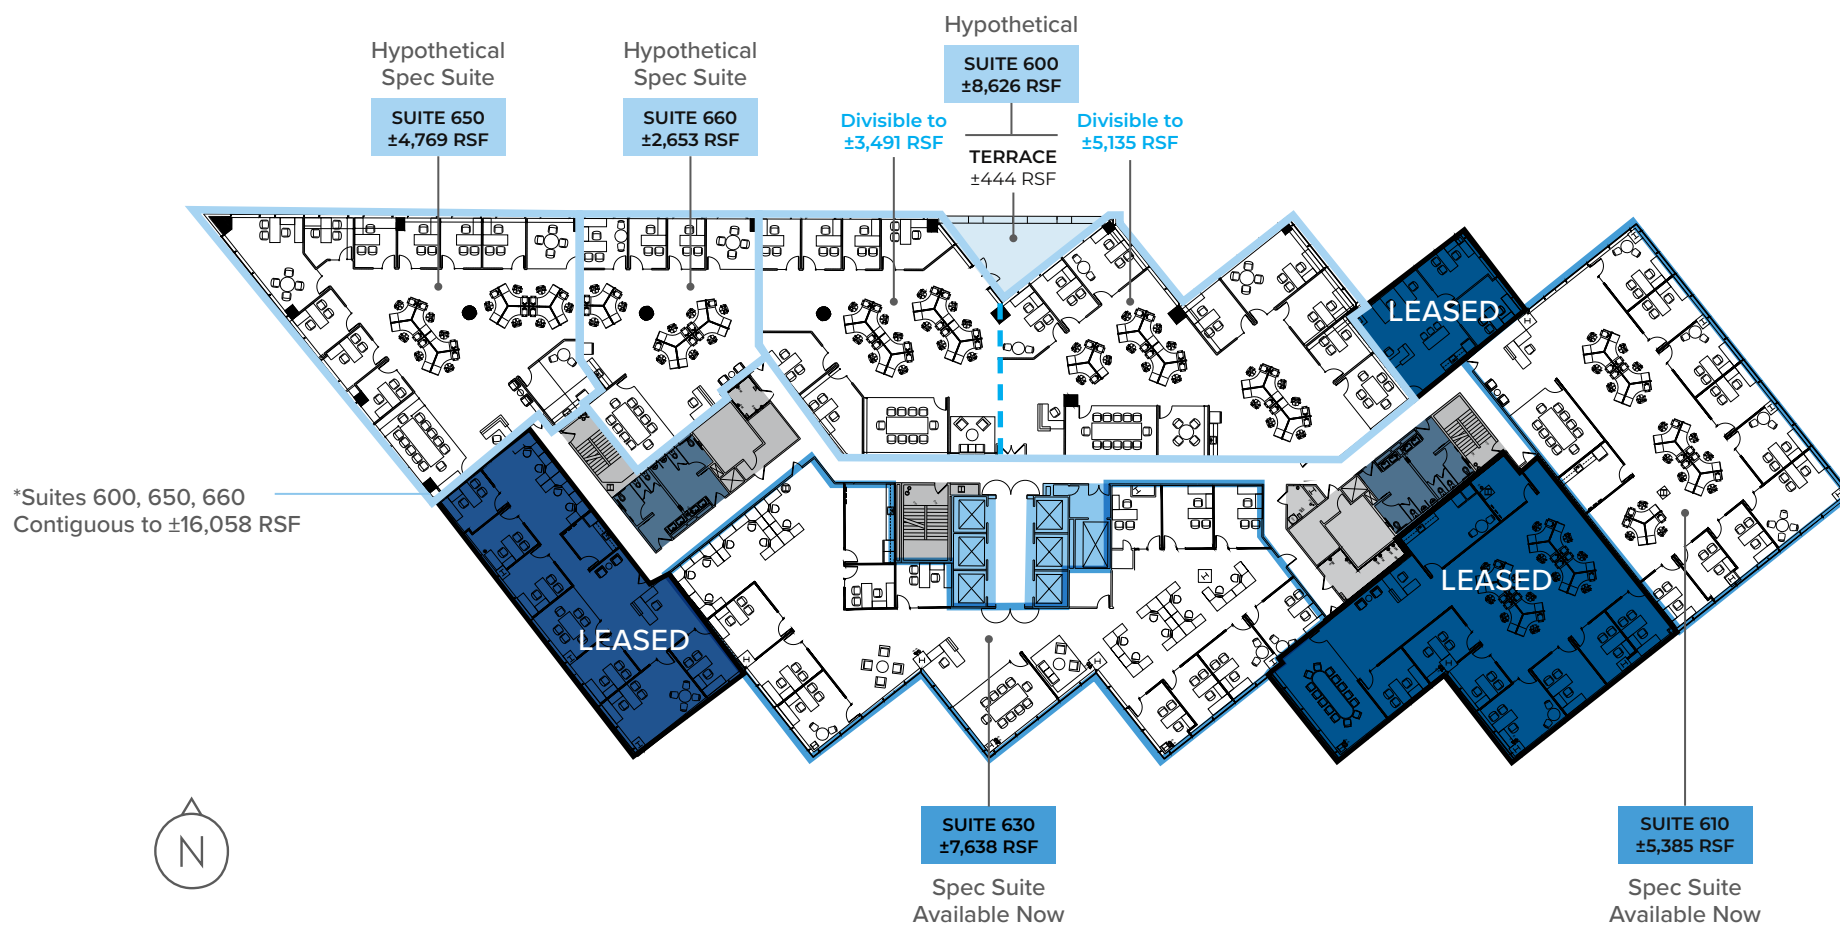 Hypothetical
Spec Suite
SUITE 650
±4,769 RSF
Hypothetical
Spec Suite
SUITE 660
±2,653 RSF
Hypothetical
SUITE 600
±8,626 RSF
Divisible to
±3,491 RSF
TERRACE
±444 RSF
Divisible to
±5,135 RSF
LEASED
*Suites 600, 650, 660
Contiguous to ±16,058 RSF
LEASED
LEASED
N
SUITE 630
±7,638 RSF
Spec Suite
Available Now
SUITE 610
±5,385 RSF
Spec Suite
Available Now